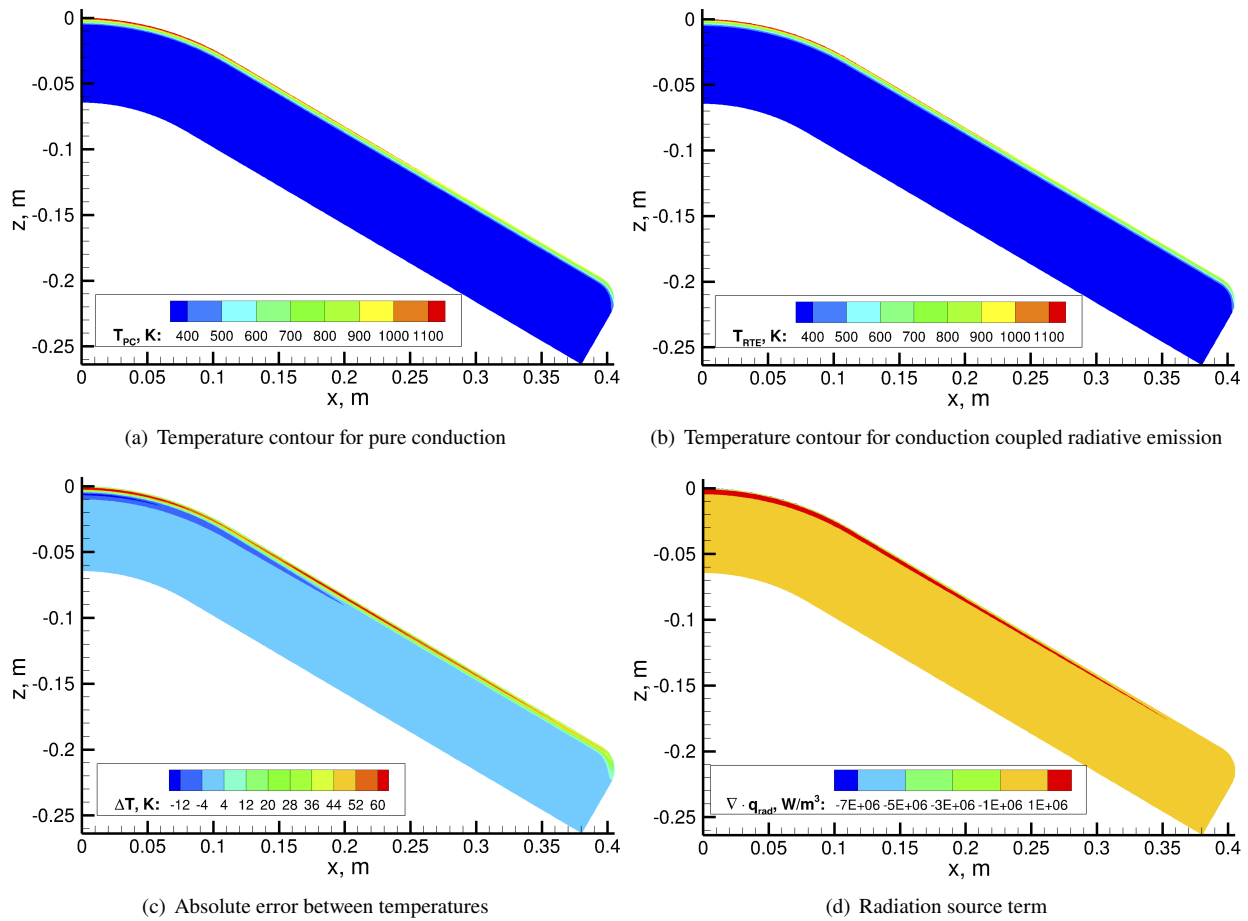 0
-0.05
-0.1
-0.15
-0.2
-0.25
z, m
T_PC, K: 400 500 600 700 800 900 1000 1100
0 0.05 0.1 0.15 0.2 0.25 0.3 0.35 0.4
x, m
(a) Temperature contour for pure conduction
0
-0.05
-0.1
-0.15
-0.2
-0.25
z, m
T_RTE, K: 400 500 600 700 800 900 1000 1100
0 0.05 0.1 0.15 0.2 0.25 0.3 0.35 0.4
x, m
(b) Temperature contour for conduction coupled radiative emission
0
-0.05
-0.1
-0.15
-0.2
-0.25
z, m
ΔT, K: -12 -4 4 12 20 28 36 44 52 60
0 0.05 0.1 0.15 0.2 0.25 0.3 0.35 0.4
x, m
(c) Absolute error between temperatures
0
-0.05
-0.1
-0.15
-0.2
-0.25
z, m
∇ · q_rad, W/m³: -7E+06 -5E+06 -3E+06 -1E+06 1E+06
0 0.05 0.1 0.15 0.2 0.25 0.3 0.35 0.4
x, m
(d) Radiation source term